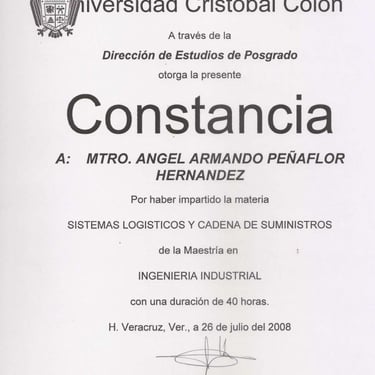 niversidad Cristóbal Colón
A través de la
Dirección de Estudios de Posgrado
otorga la presente
Constancia
A: MTRO. ANGEL ARMANDO PEÑAFLOR
HERNANDEZ
Por haber impartido la materia
SISTEMAS LOGISTICOS Y CADENA DE SUMINISTROS
de la Maestría en
INGENIERIA INDUSTRIAL
con una duración de 40 horas.
H. Veracruz, Ver., a 26 de julio del 2008